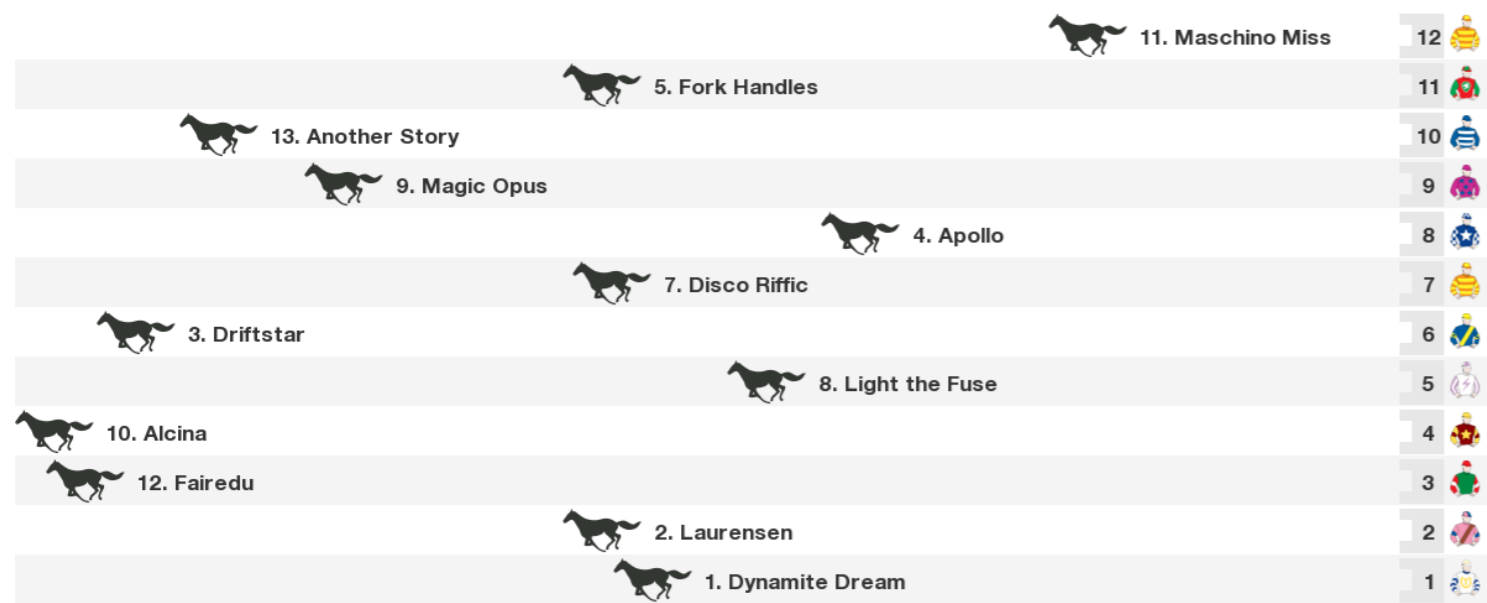 11. Maschino Miss 12
5. Fork Handles 11
13. Another Story 10
9. Magic Opus 9
4. Apollo 8
7. Disco Riffic 7
3. Driftstar 6
8. Light the Fuse 5
10. Alcina 4
12. Fairedu 3
2. Laurensen 2
1. Dynamite Dream 1